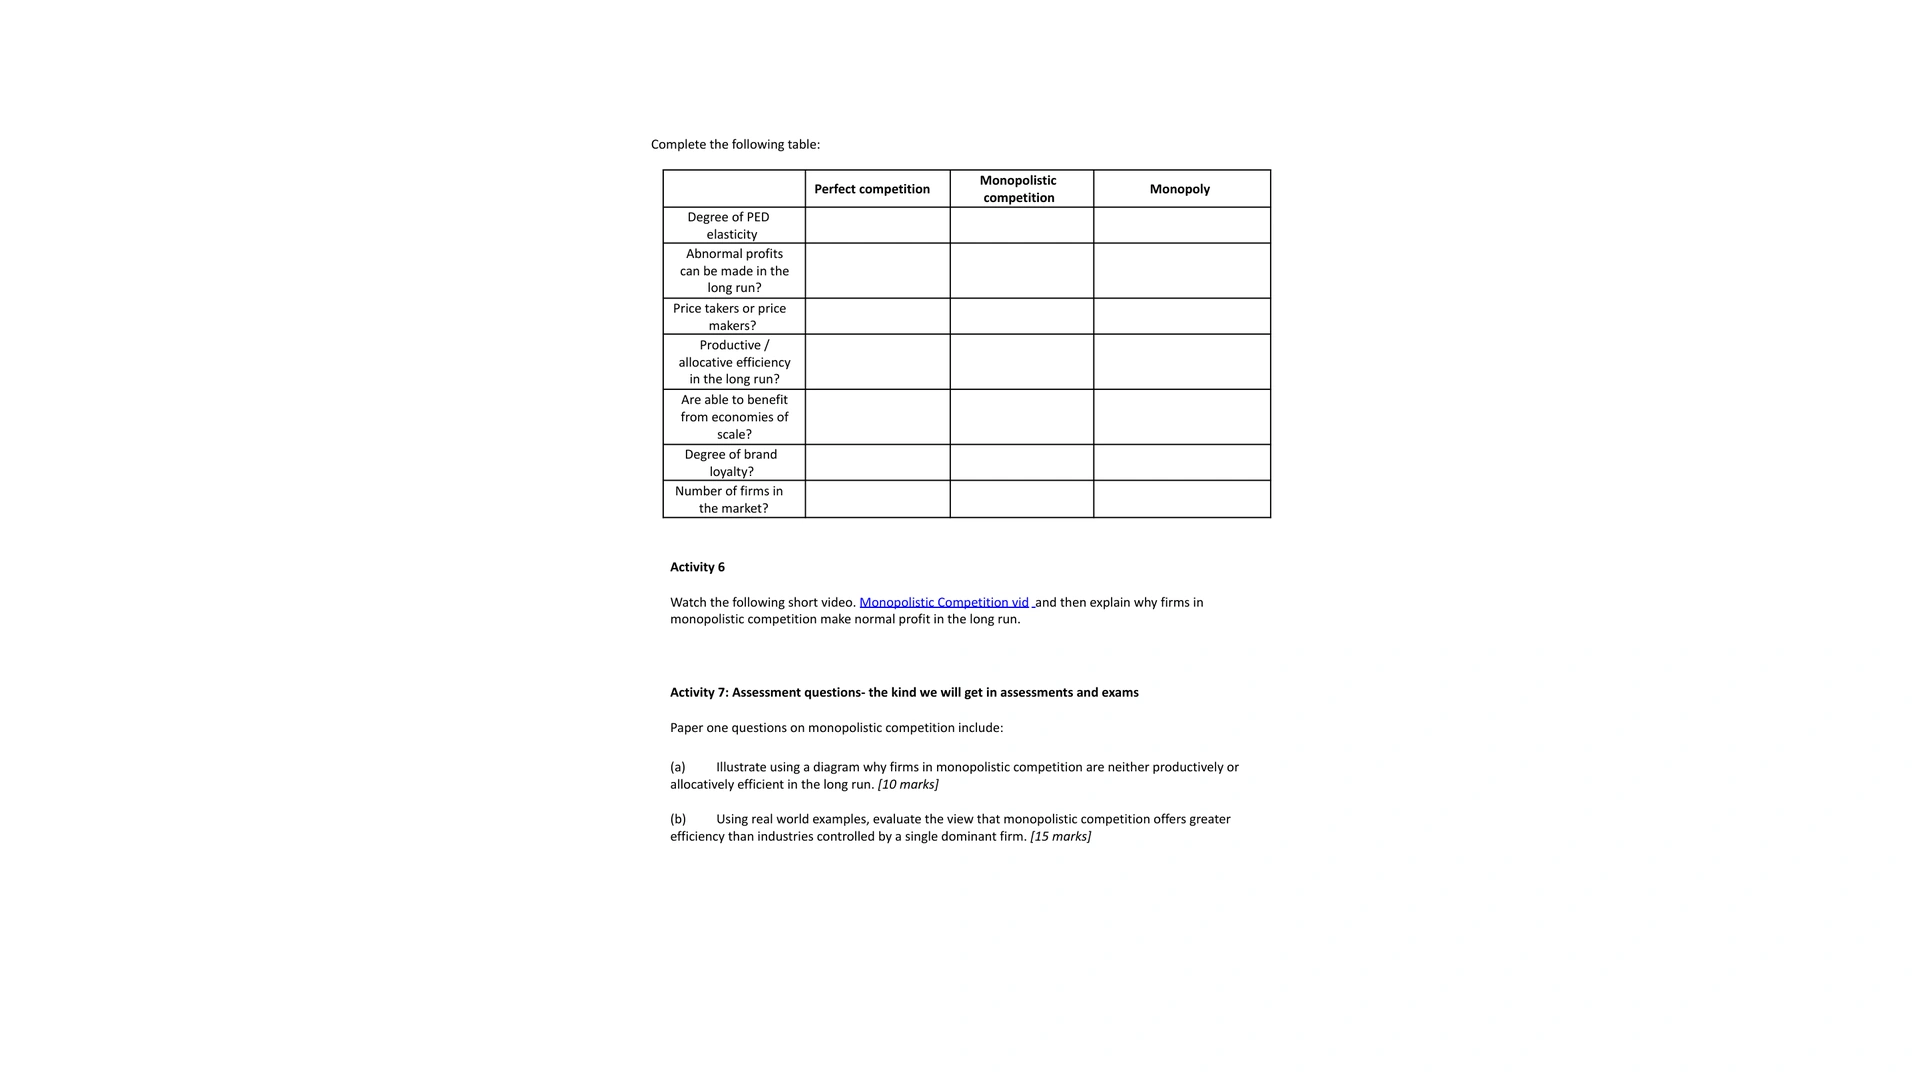 Complete the following table:
Perfect competition
Monopolistic
competition
Monopoly
Degree of PED
elasticity
Abnormal profits
can be made in the
long run?
Price takers or price
makers?
Productive /
allocative efficiency
in the long run?
Are able to benefit
from economies of
scale?
Degree of brand
loyalty?
Number of firms in
the market?
Activity 6
Watch the following short video. Monopolistic Competition vid and then explain why firms in
monopolistic competition make normal profit in the long run.
Activity 7: Assessment questions- the kind we will get in assessments and exams
Paper one questions on monopolistic competition include:
(a) Illustrate using a diagram why firms in monopolistic competition are neither productively or
allocatively efficient in the long run. [10 marks]
(b) Using real world examples, evaluate the view that monopolistic competition offers greater
efficiency than industries controlled by a single dominant firm. [15 marks]